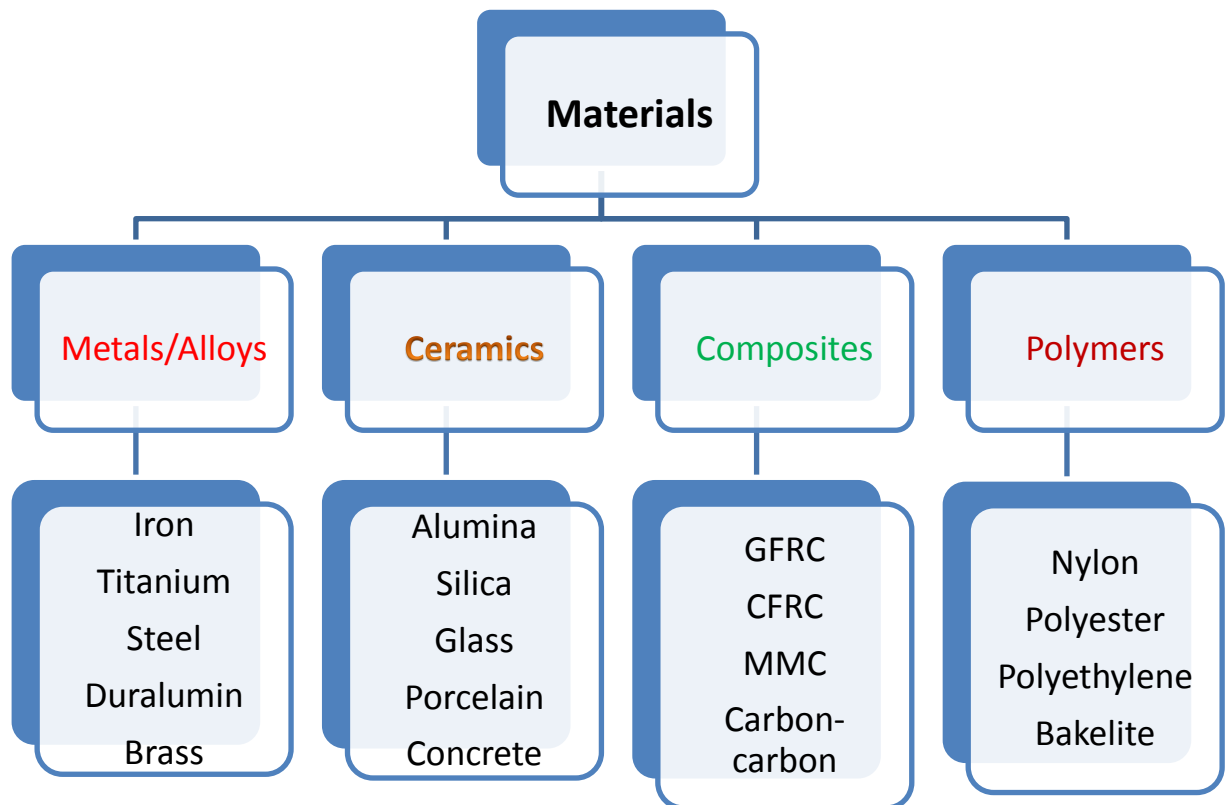 Materials
Metals/Alloys
Ceramics
Composites
Polymers
Iron
Titanium
Steel
Duralumin
Brass
Alumina
Silica
Glass
Porcelain
Concrete
GFRC
CFRC
MMC
Carbon-
carbon
Nylon
Polyester
Polyethylene
Bakelite